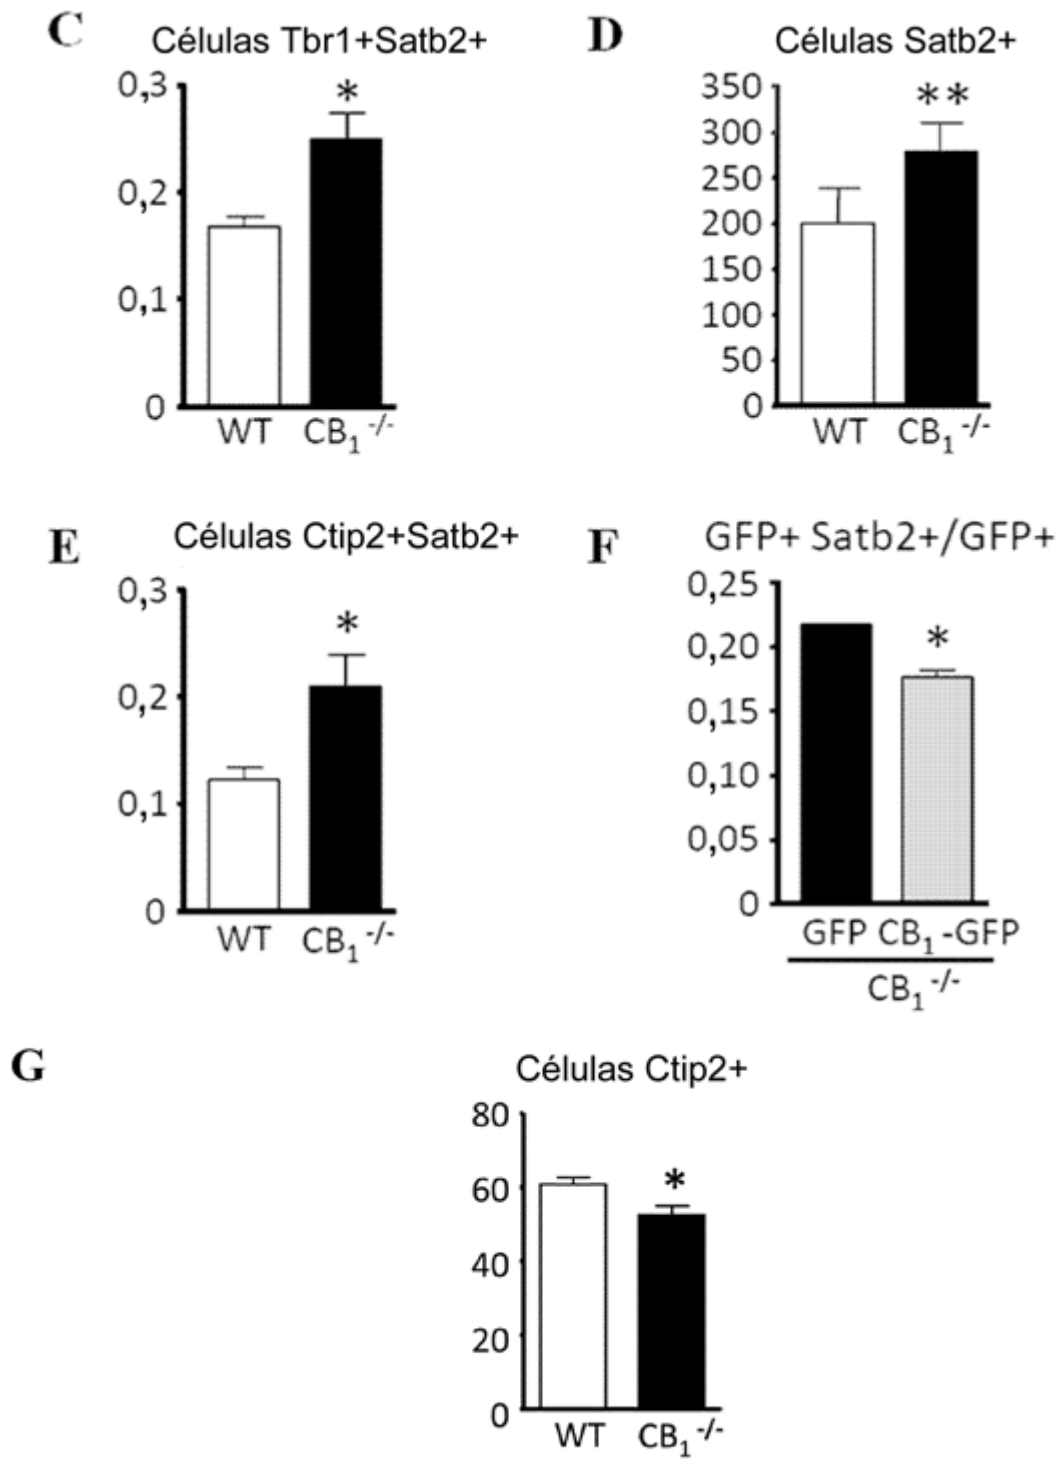 C
Células Tbr1+Satb2+
0,3
0,2
0,1
0
*
WT CB1 -/-
D
Células Satb2+
350
300
250
200
150
100
50
0
**
WT CB1 -/-
E
Células Ctip2+Satb2+
0,3
0,2
0,1
0
*
WT CB1 -/-
F
GFP+ Satb2+/GFP+
0,25
0,20
0,15
0,10
0,05
0
*
GFP CB1 -GFP
CB1 -/-
G
Células Ctip2+
80
60
40
20
0
*
WT CB1 -/-